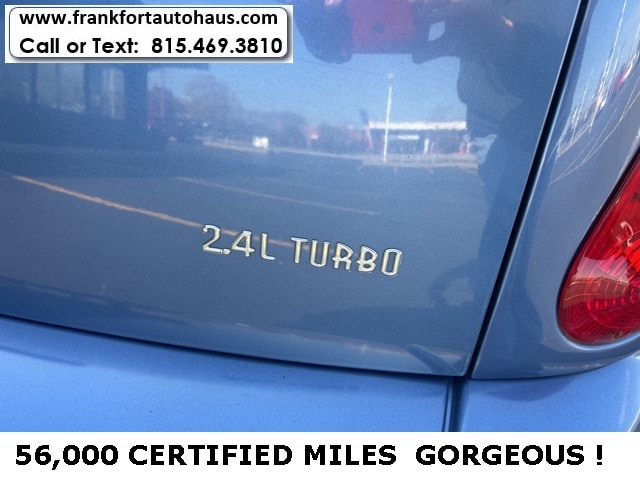 www.frankfortautohaus.com
Call or Text: 815.469.3810
2.4L TURBO
56,000 CERTIFIED MILES GORGEOUS !